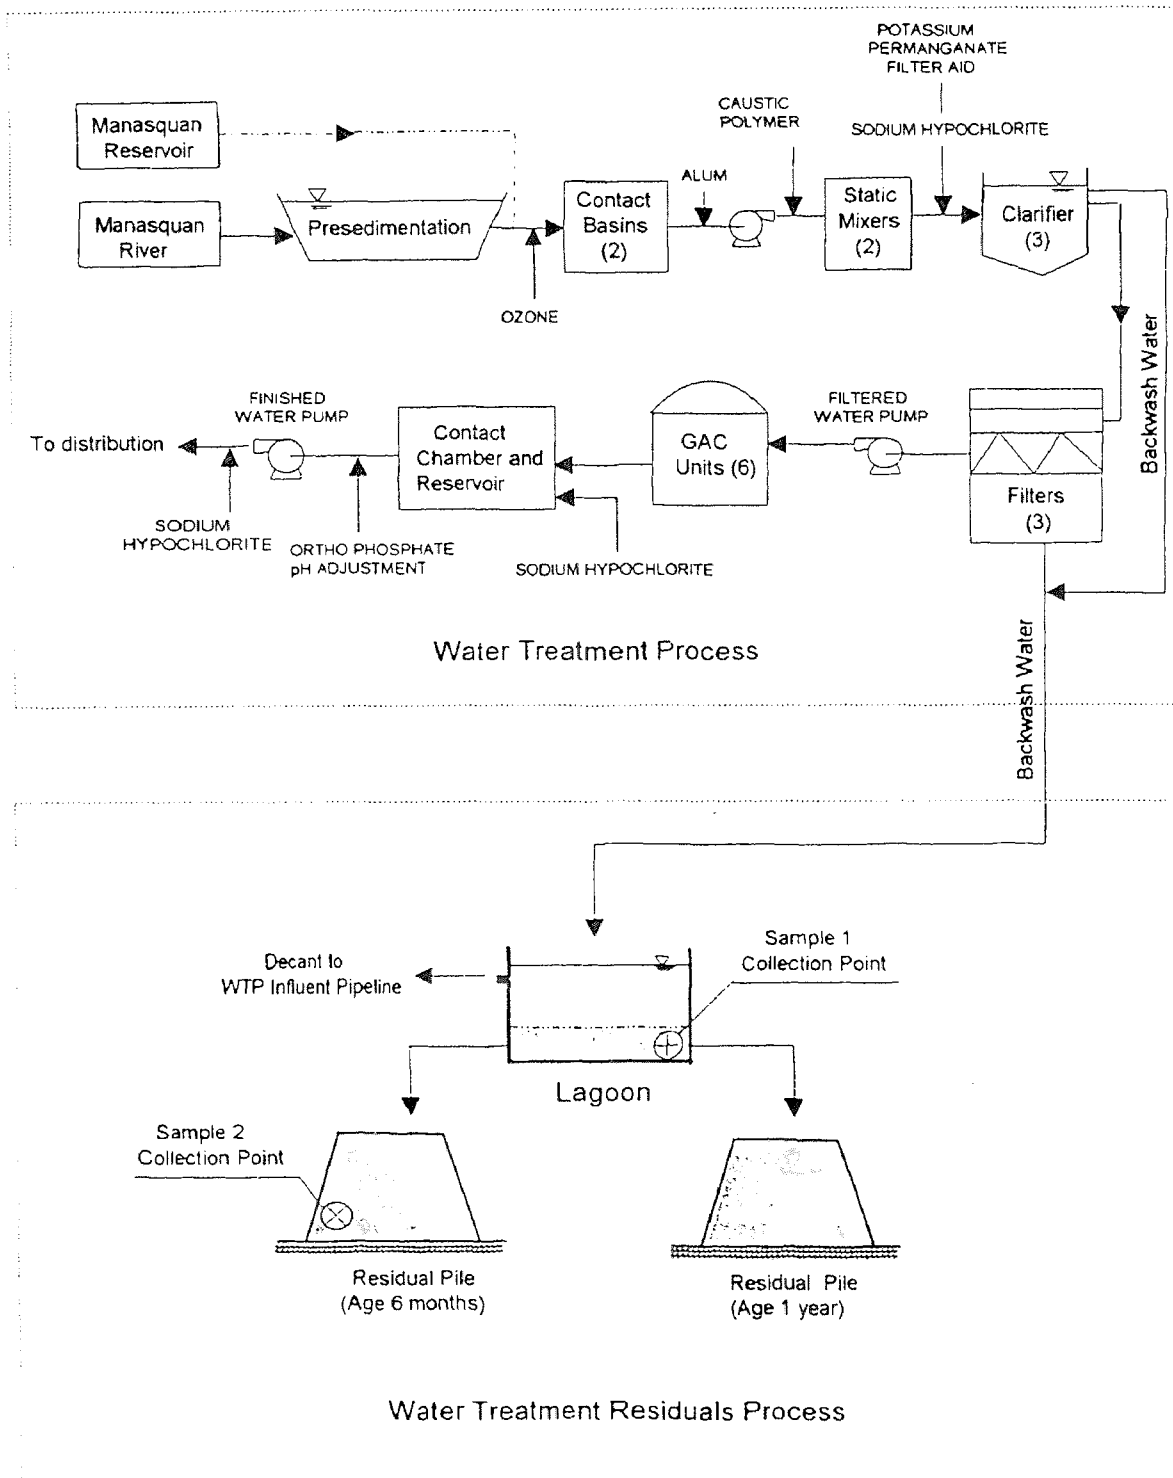 POTASSIUM
PERMANGANATE
FILTER AID
CAUSTIC
POLYMER
SODIUM HYPOCHLORITE
Manasquan
Reservoir
ALUM
Manasquan
River
Presedimentation
Contact
Basins
(2)
Static
Mixers
(2)
Clarifier
(3)
OZONE
Backwash Water
FINISHED
WATER PUMP
FILTERED
WATER PUMP
To distribution
Contact
Chamber and
Reservoir
GAC
Units (6)
Filters
(3)
SODIUM
HYPOCHLORITE
ORTHO PHOSPHATE
pH ADJUSTMENT
SODIUM HYPOCHLORITE
Water Treatment Process
Backwash Water
Sample 1
Collection Point
Decant to
WTP Influent Pipeline
Lagoon
Sample 2
Collection Point
Residual Pile
(Age 6 months)
Residual Pile
(Age 1 year)
Water Treatment Residuals Process